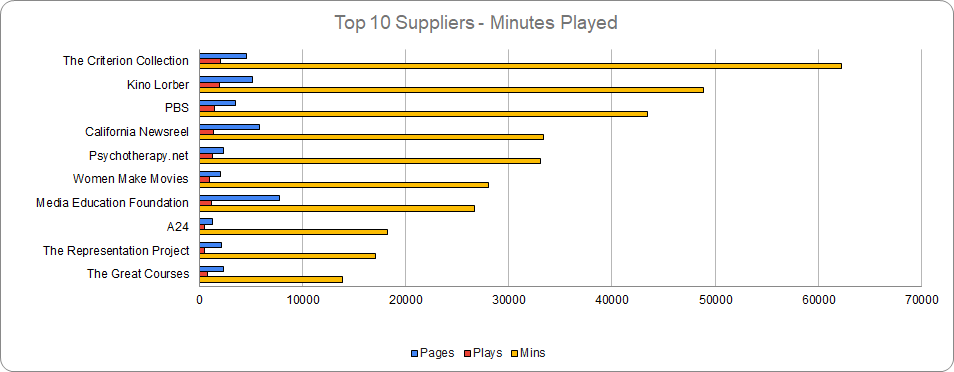 Top 10 Suppliers - Minutes Played
The Criterion Collection
Kino Lorber
PBS
California Newsreel
Psychotherapy.net
Women Make Movies
Media Education Foundation
A24
The Representation Project
The Great Courses
0 10000 20000 30000 40000 50000 60000 70000
Pages Plays Mins